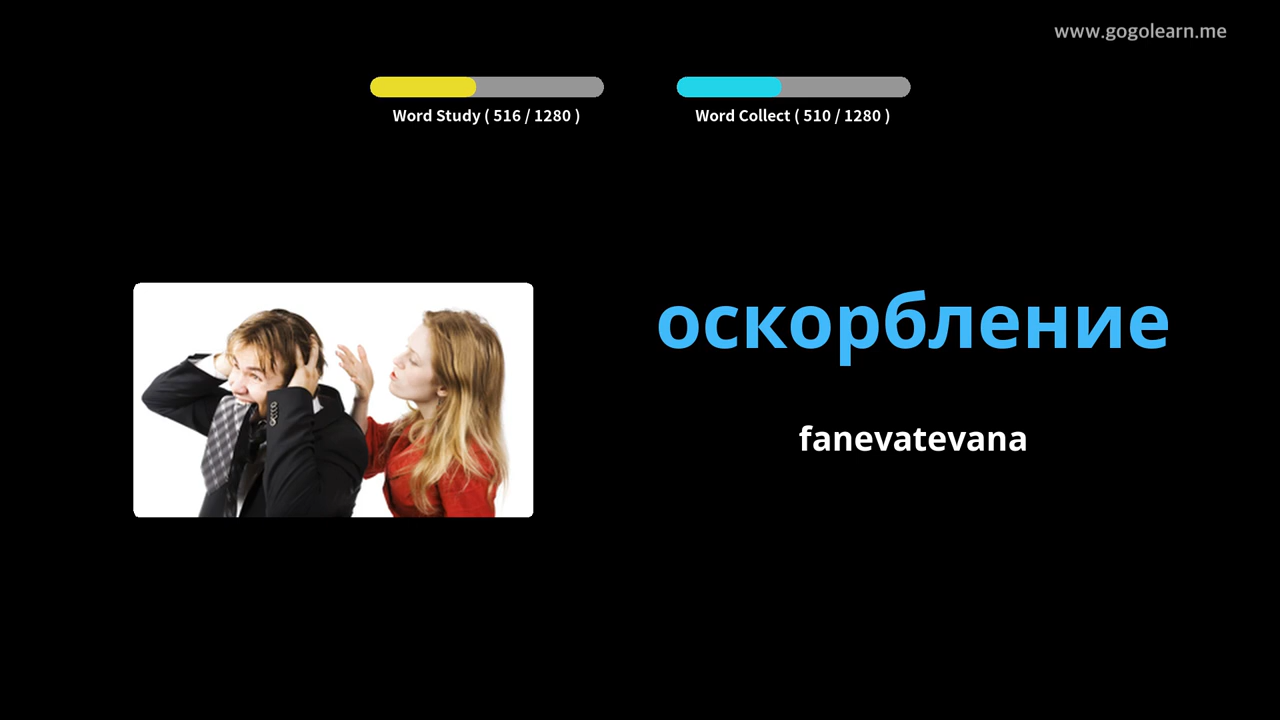 www.gogolearn.me
Word Study ( 516 / 1280 )
Word Collect ( 510 / 1280 )
оскорбление
fanevatevana